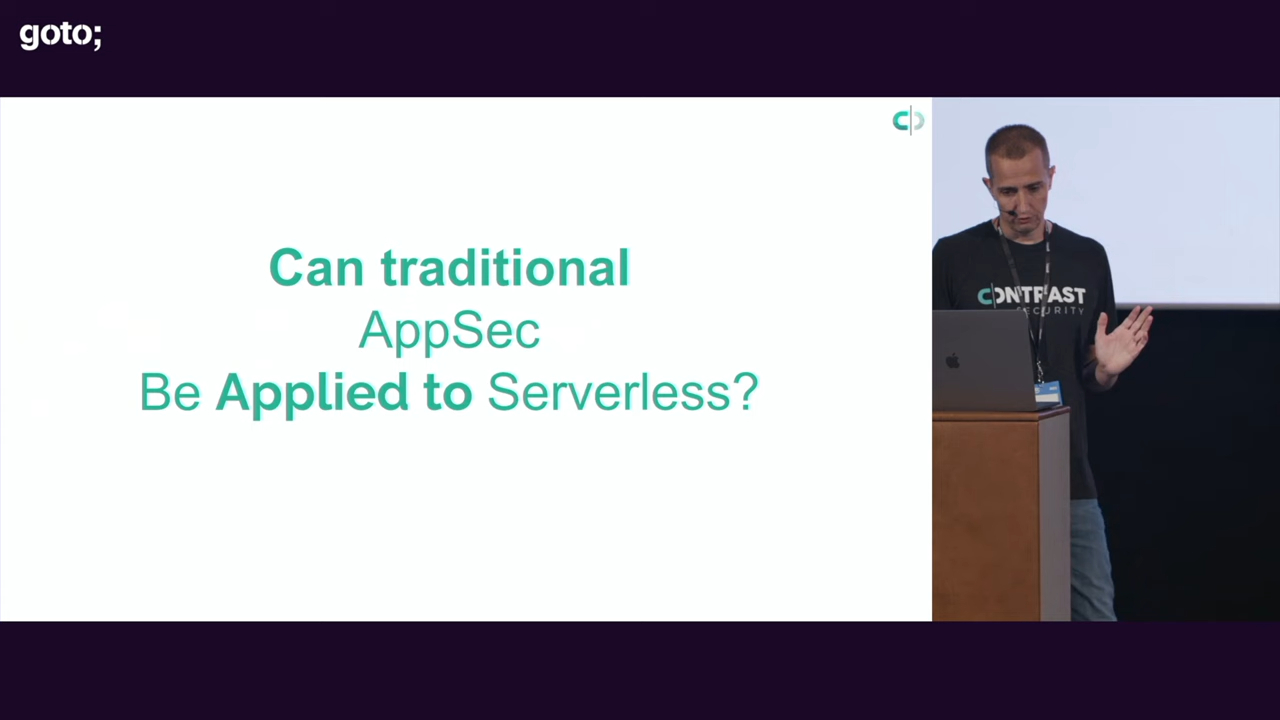 goto;
Can traditional
AppSec
Be Applied to Serverless?
CONTRAST
SECURITY